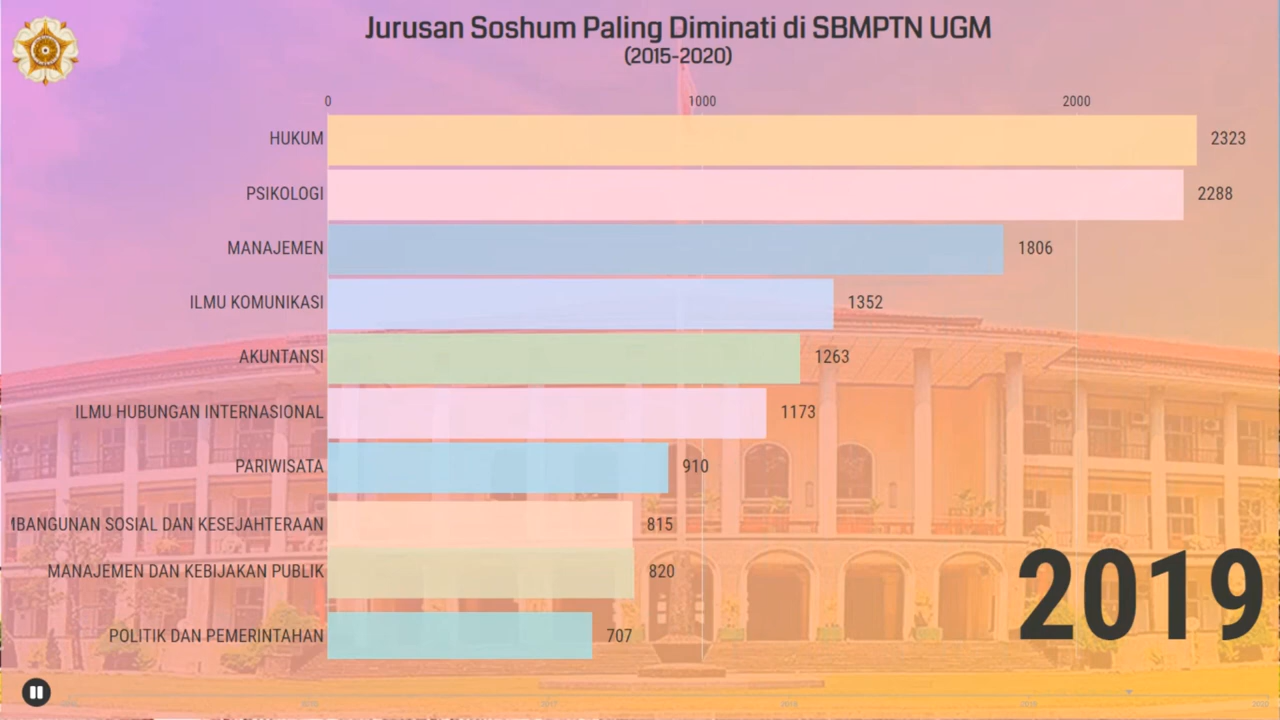 Jurusan Soshum Paling Diminati di SBMPTN UGM
(2015-2020)
0 1000 2000
HUKUM 2323
PSIKOLOGI 2288
MANAJEMEN 1806
ILMU KOMUNIKASI 1352
AKUNTANSI 1263
ILMU HUBUNGAN INTERNASIONAL 1173
PARIWISATA 910
MBANGUNAN SOSIAL DAN KESEJAHTERAAN 815
MANAJEMEN DAN KEBIJAKAN PUBLIK 820
POLITIK DAN PEMERINTAHAN 707
2019